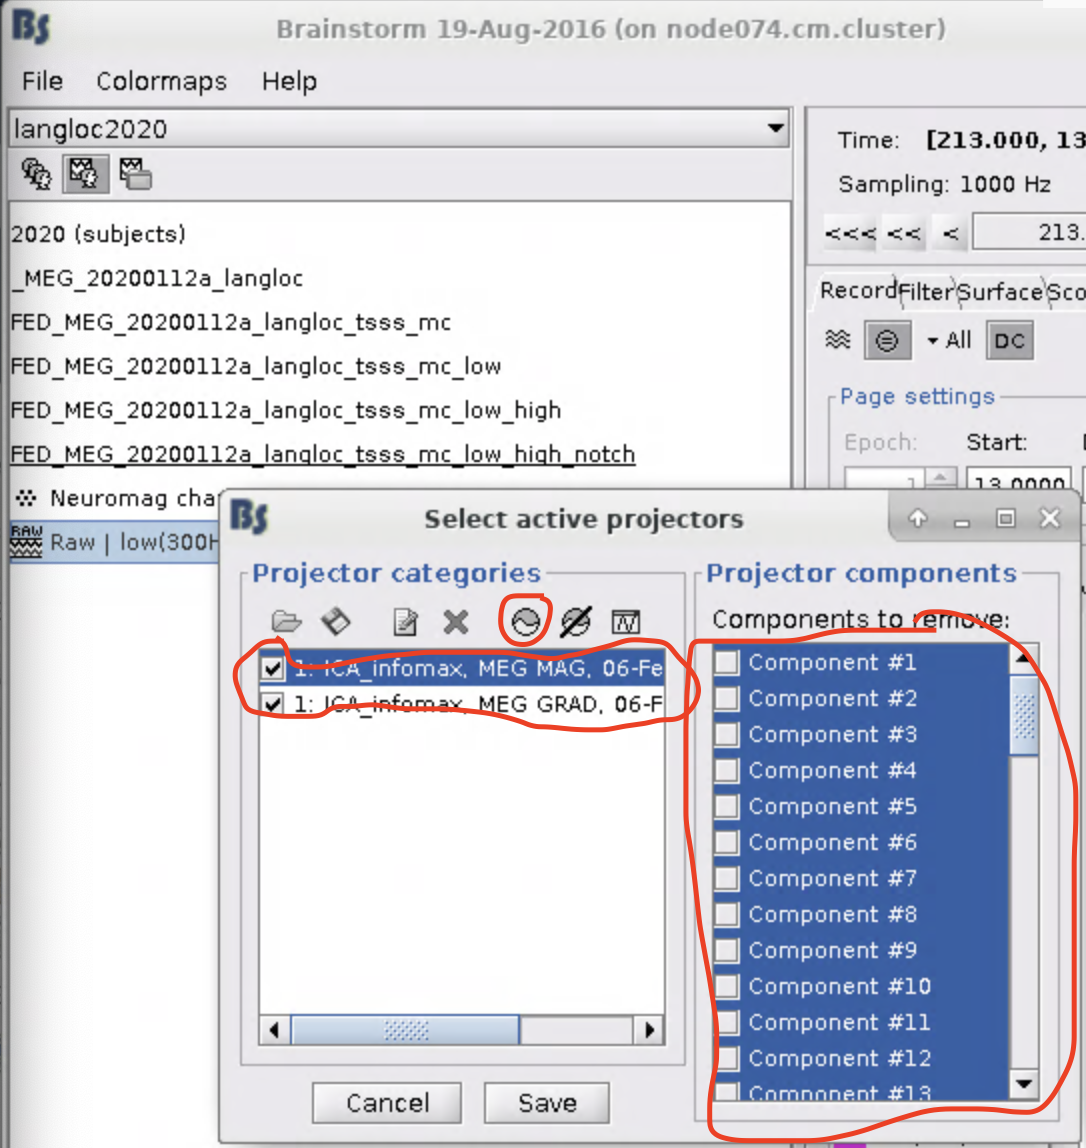 Bs Brainstorm 19-Aug-2016 (on node074.cm.cluster)
File Colormaps Help
langloc2020
Time: [213.000, 13
Sampling: 1000 Hz
<<< << < 213.
2020 (subjects)
_MEG_20200112a_langloc
FED_MEG_20200112a_langloc_tsss_mc
FED_MEG_20200112a_langloc_tsss_mc_low
FED_MEG_20200112a_langloc_tsss_mc_low_high
FED_MEG_20200112a_langloc_tsss_mc_low_high_notch
Neuromag cha
RAW Raw | low(300H
Record Filter Surface Sco
All DC
Page settings
Epoch: Start:
1 13.0000
Bs Select active projectors
Projector categories
1: ICA_infomax, MEG MAG, 06-Fe
1: ICA_infomax, MEG GRAD, 06-F
Cancel Save
Projector components
Components to remove:
Component #1
Component #2
Component #3
Component #4
Component #5
Component #6
Component #7
Component #8
Component #9
Component #10
Component #11
Component #12
Component #13